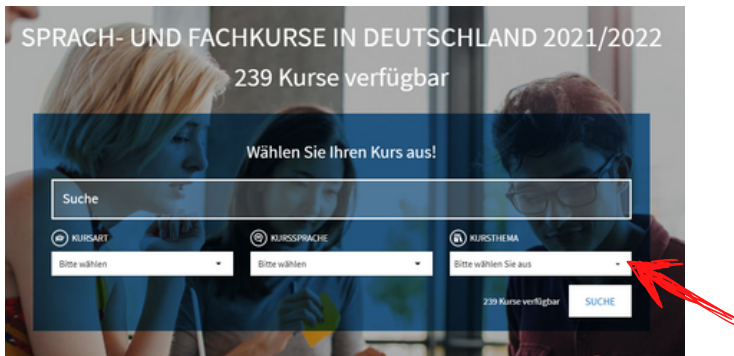 SPRACH- UND FACHKURSE IN DEUTSCHLAND 2021/2022
239 Kurse verfügbar
Wählen Sie Ihren Kurs aus!
Suche
KURSART
KURSSPRACHE
KURSTHEMA
Bitte wählen
Bitte wählen
Bitte wählen Sie aus
239 Kurse verfügbar
SUCHE